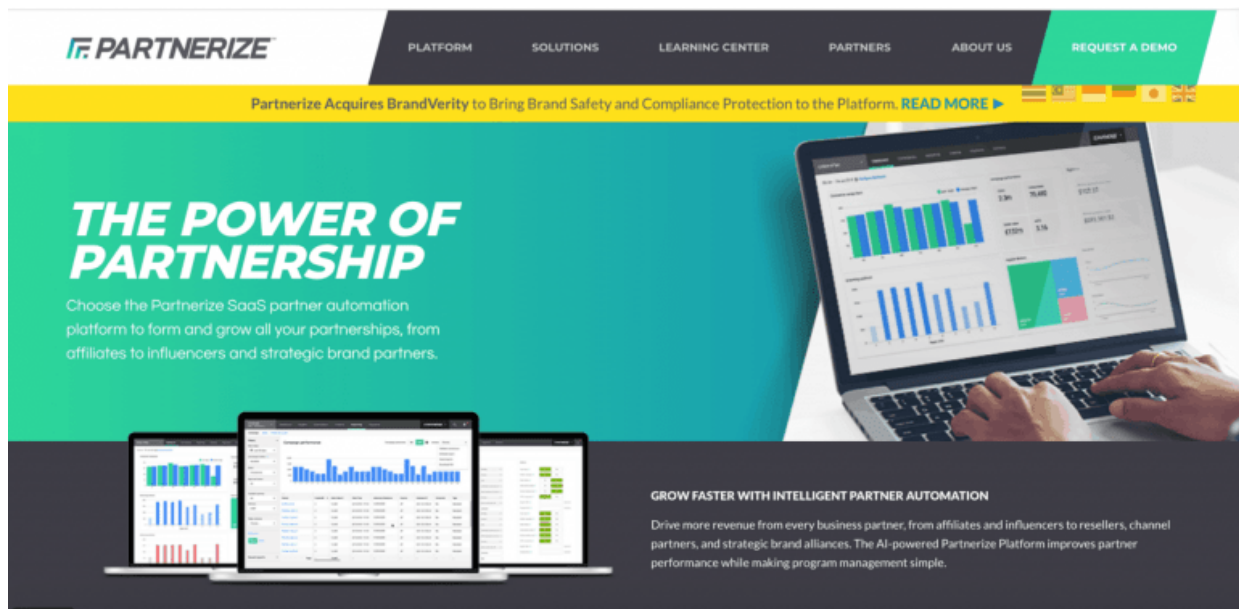 PARTNERIZE
PLATFORM
SOLUTIONS
LEARNING CENTER
PARTNERS
ABOUT US
REQUEST A DEMO
Partnerize Acquires BrandVerity to Bring Brand Safety and Compliance Protection to the Platform. READ MORE ▶
THE POWER OF
PARTNERSHIP
Choose the Partnerize SaaS partner automation
platform to form and grow all your partnerships, from
affiliates to influencers and strategic brand partners.
GROW FASTER WITH INTELLIGENT PARTNER AUTOMATION
Drive more revenue from every business partner, from affiliates and influencers to resellers, channel
partners, and strategic brand alliances. The AI-powered Partnerize Platform improves partner
performance while making program management simple.